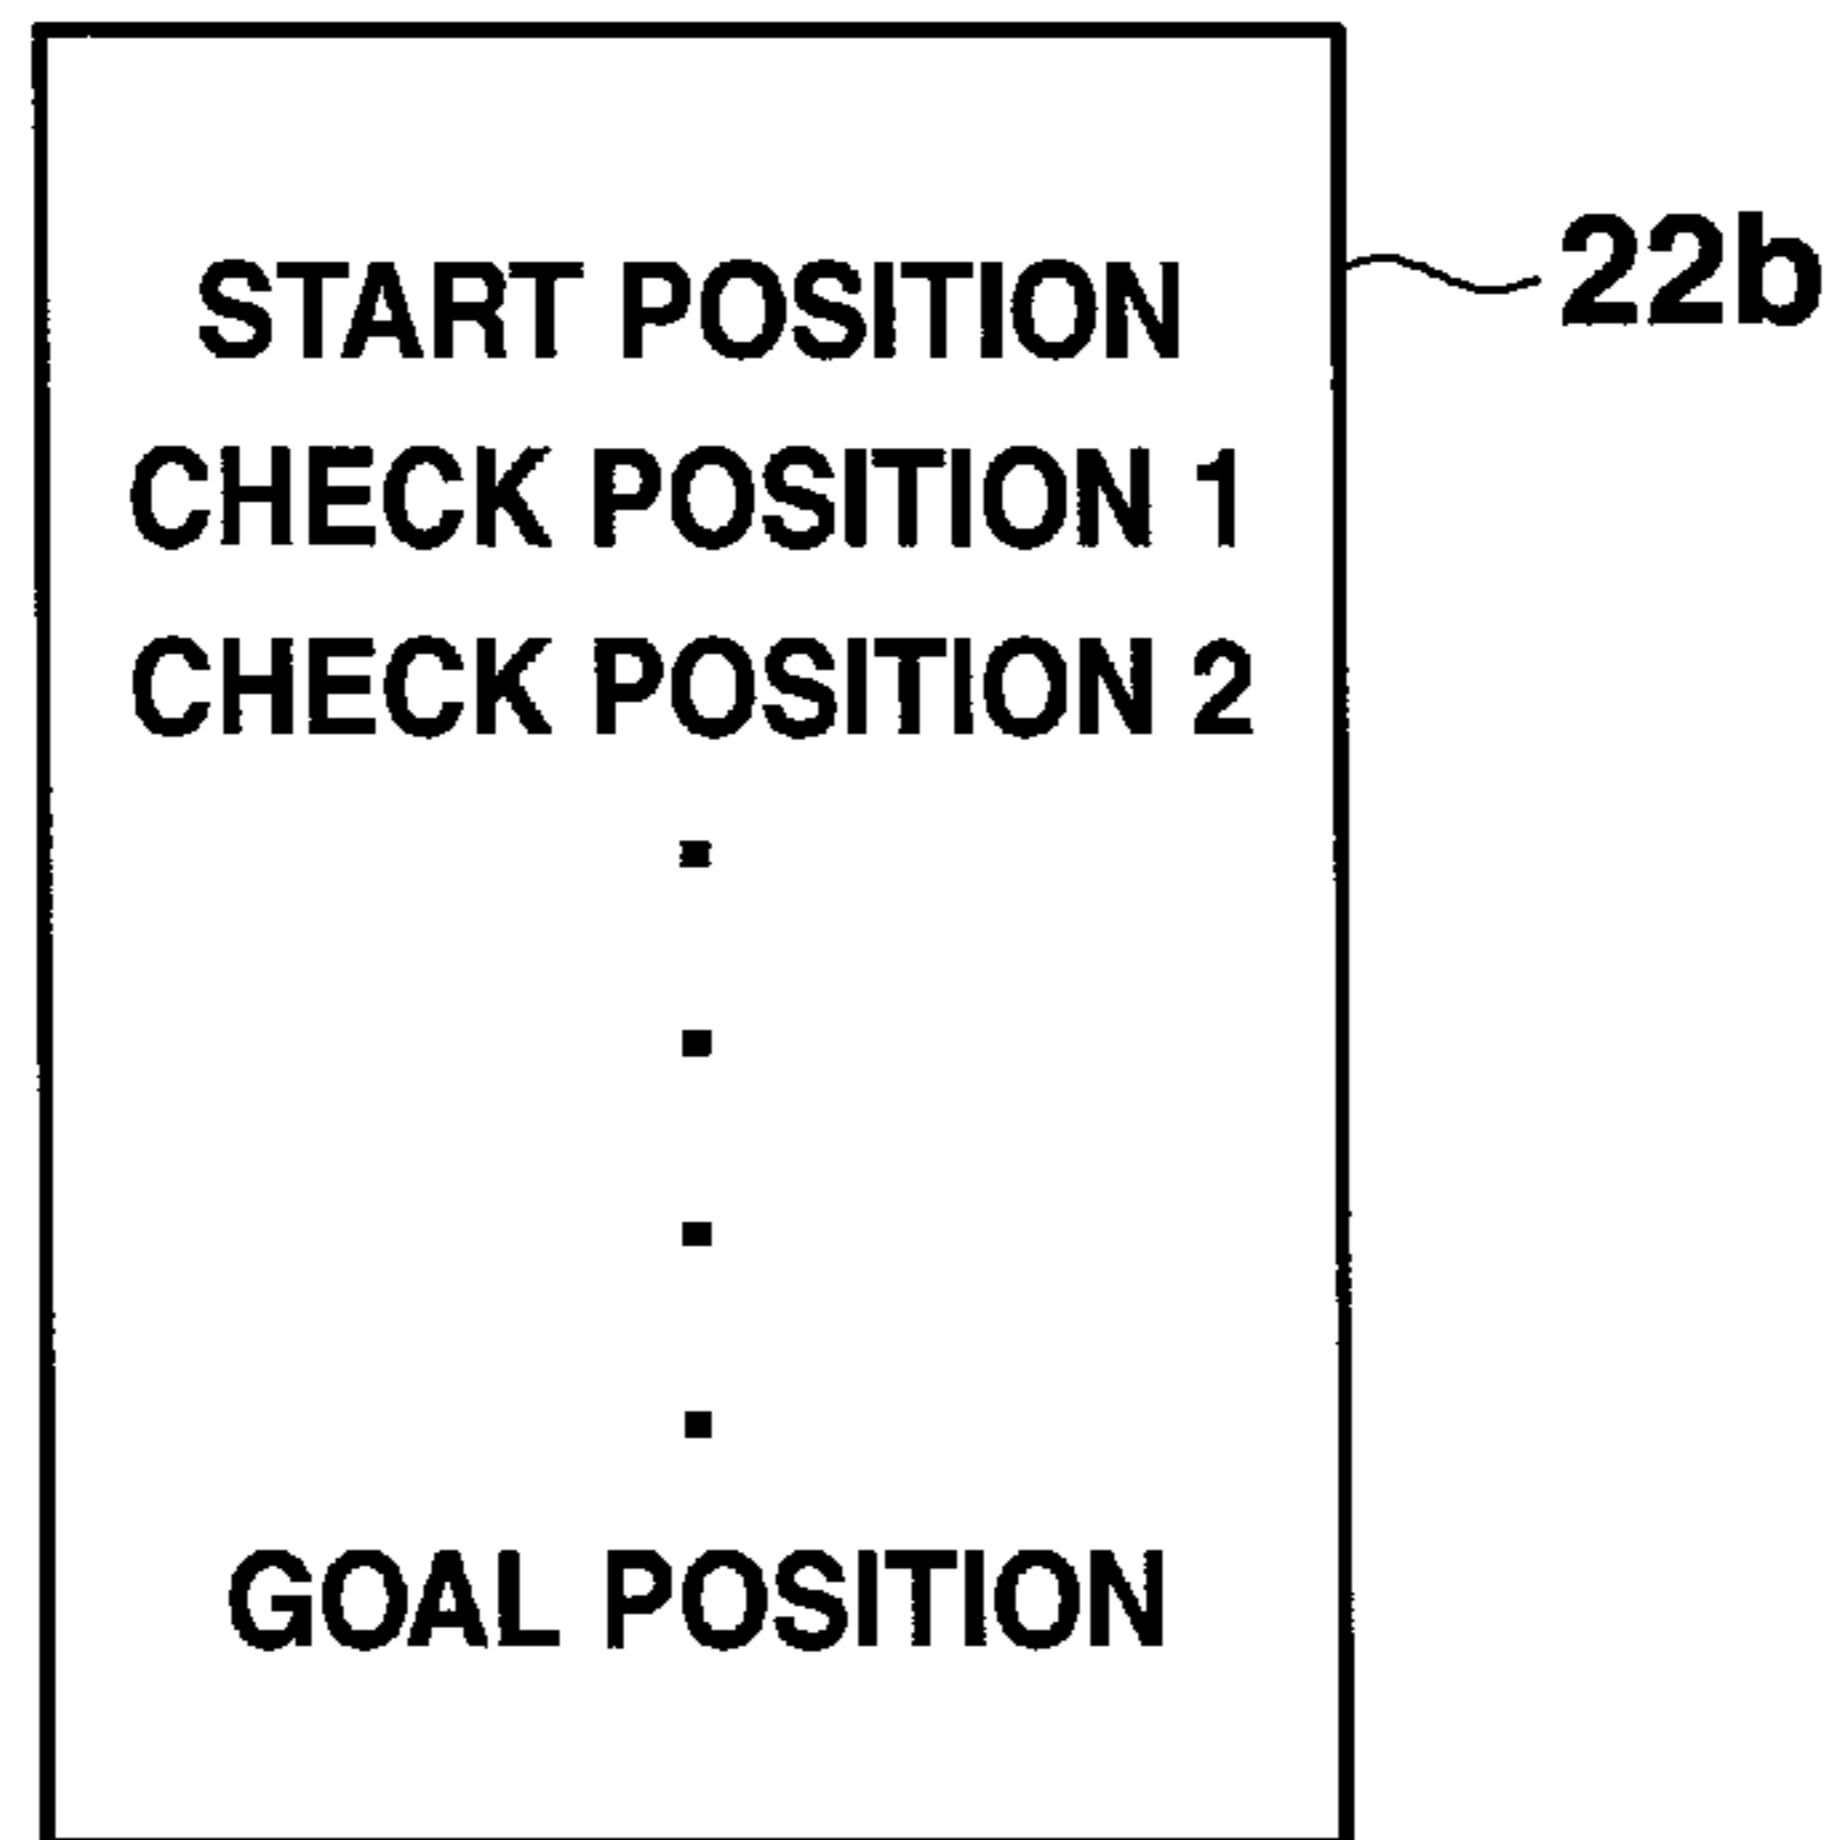 START POSITION
22b
CHECK POSITION 1
CHECK POSITION 2
.
.
.
.
GOAL POSITION